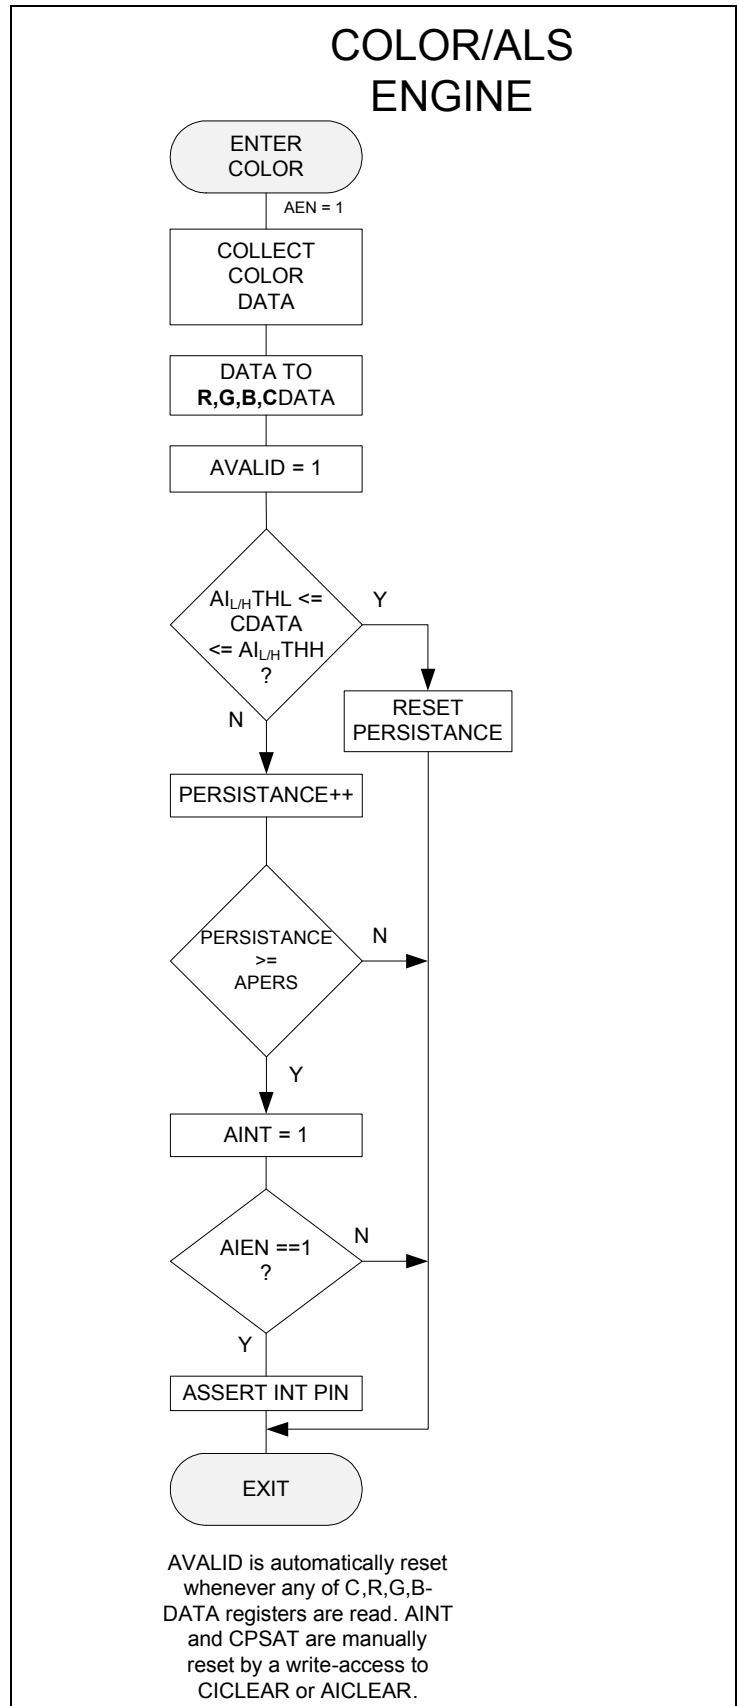 COLOR/ALS
ENGINE
ENTER
COLOR
AEN = 1
COLLECT
COLOR
DATA
DATA TO
R,G,B,CDATA
AVALID = 1
AIL/HTHL <=
CDATA
<= AIL/HTHH
?
Y
N
RESET
PERSISTANCE
PERSISTANCE++
PERSISTANCE
>=
APERS
N
Y
AINT = 1
AIEN ==1
?
N
Y
ASSERT INT PIN
EXIT
AVALID is automatically reset
whenever any of C,R,G,B-
DATA registers are read. AINT
and CPSAT are manually
reset by a write-access to
CICLEAR or AICLEAR.